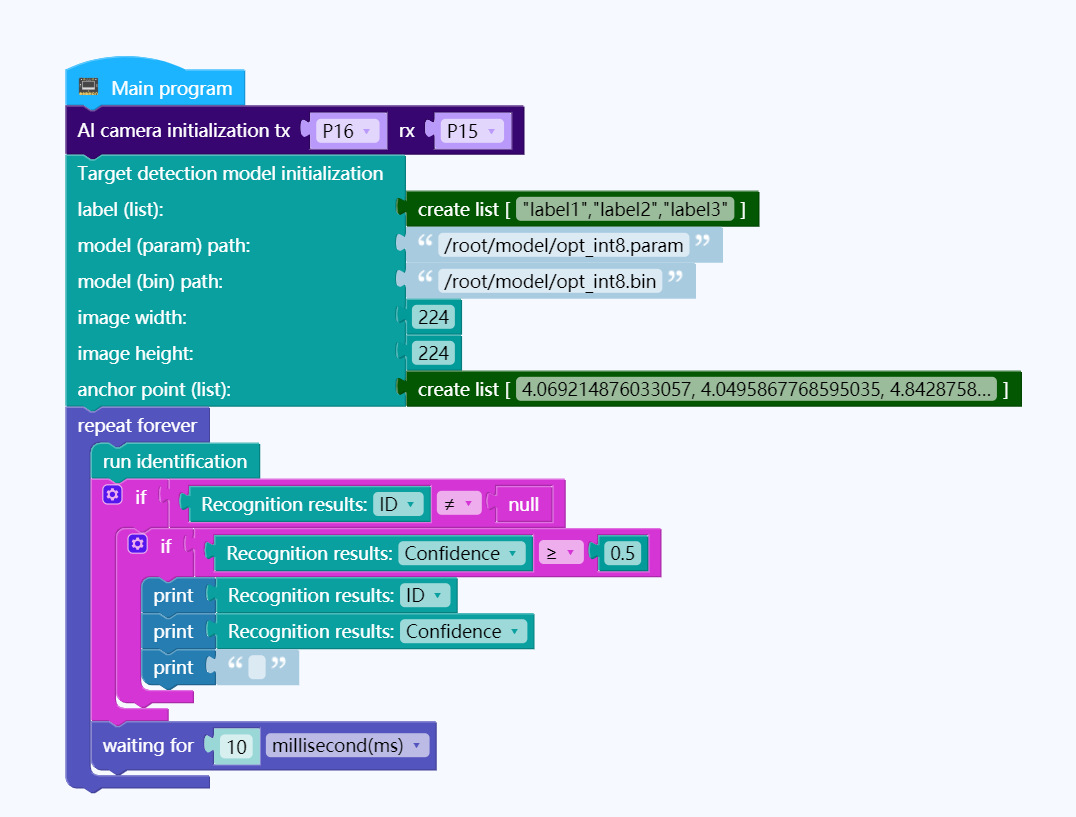 Main program
AI camera initialization tx P16 rx P15
Target detection model initialization
label (list): create list [ "label1","label2","label3" ]
model (param) path: “ /root/model/opt_int8.param ”
model (bin) path: “ /root/model/opt_int8.bin ”
image width: 224
image height: 224
anchor point (list): create list [ 4.069214876033057, 4.0495867768595035, 4.8428758... ]
repeat forever
run identification
if Recognition results: ID ≠ null
if Recognition results: Confidence ≥ 0.5
print Recognition results: ID
print Recognition results: Confidence
print “ ”
waiting for 10 millisecond(ms)